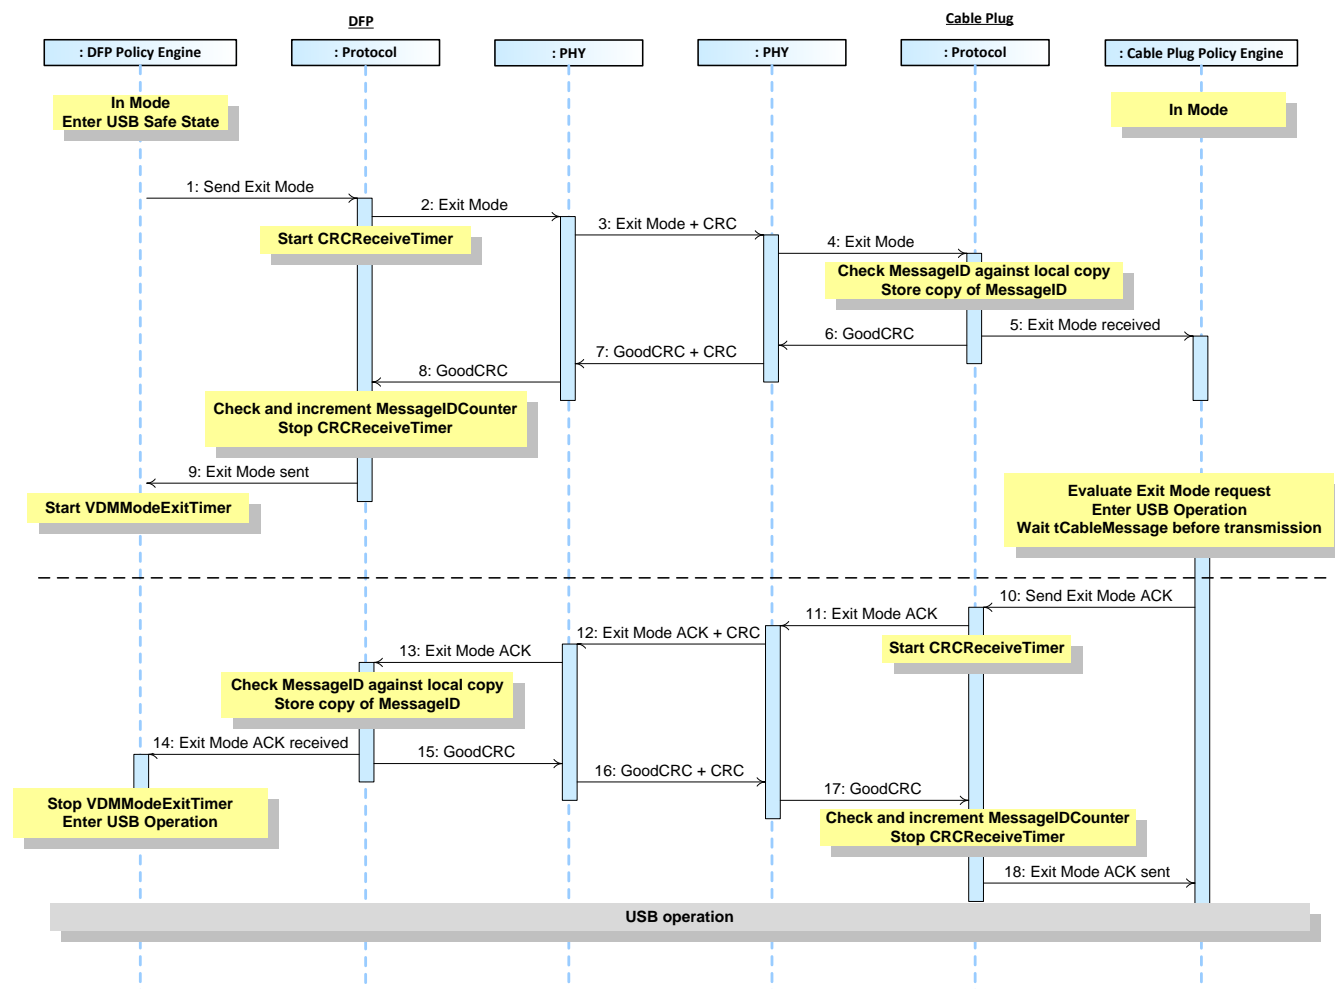 DFP
Cable Plug
: DFP Policy Engine
: Protocol
: PHY
: PHY
: Protocol
: Cable Plug Policy Engine
In Mode
Enter USB Safe State
In Mode
1: Send Exit Mode
2: Exit Mode
Start CRCReceiveTimer
3: Exit Mode + CRC
4: Exit Mode
Check MessageID against local copy
Store copy of MessageID
5: Exit Mode received
6: GoodCRC
7: GoodCRC + CRC
8: GoodCRC
Check and increment MessageIDCounter
Stop CRCReceiveTimer
9: Exit Mode sent
Start VDMModeExitTimer
Evaluate Exit Mode request
Enter USB Operation
Wait tCableMessage before transmission
10: Send Exit Mode ACK
11: Exit Mode ACK
Start CRCReceiveTimer
12: Exit Mode ACK + CRC
13: Exit Mode ACK
Check MessageID against local copy
Store copy of MessageID
14: Exit Mode ACK received
15: GoodCRC
16: GoodCRC + CRC
17: GoodCRC
Stop VDMModeExitTimer
Enter USB Operation
Check and increment MessageIDCounter
Stop CRCReceiveTimer
18: Exit Mode ACK sent
USB operation